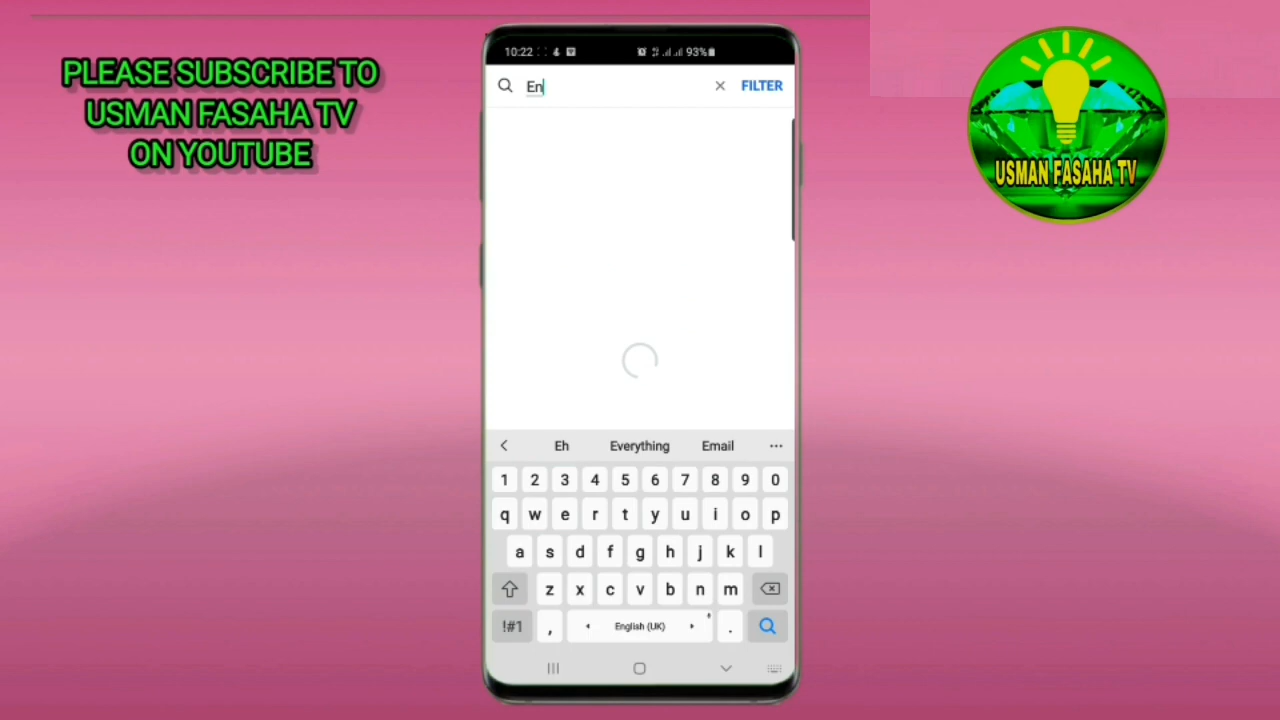 PLEASE SUBSCRIBE TO
USMAN FASAHA TV
ON YOUTUBE
10:22
93%
En
FILTER
USMAN FASAHA TV
Eh
Everything
Email
1 2 3 4 5 6 7 8 9 0
q w e r t y u i o p
a s d f g h j k l
z x c v b n m
!#1 , English (UK) .